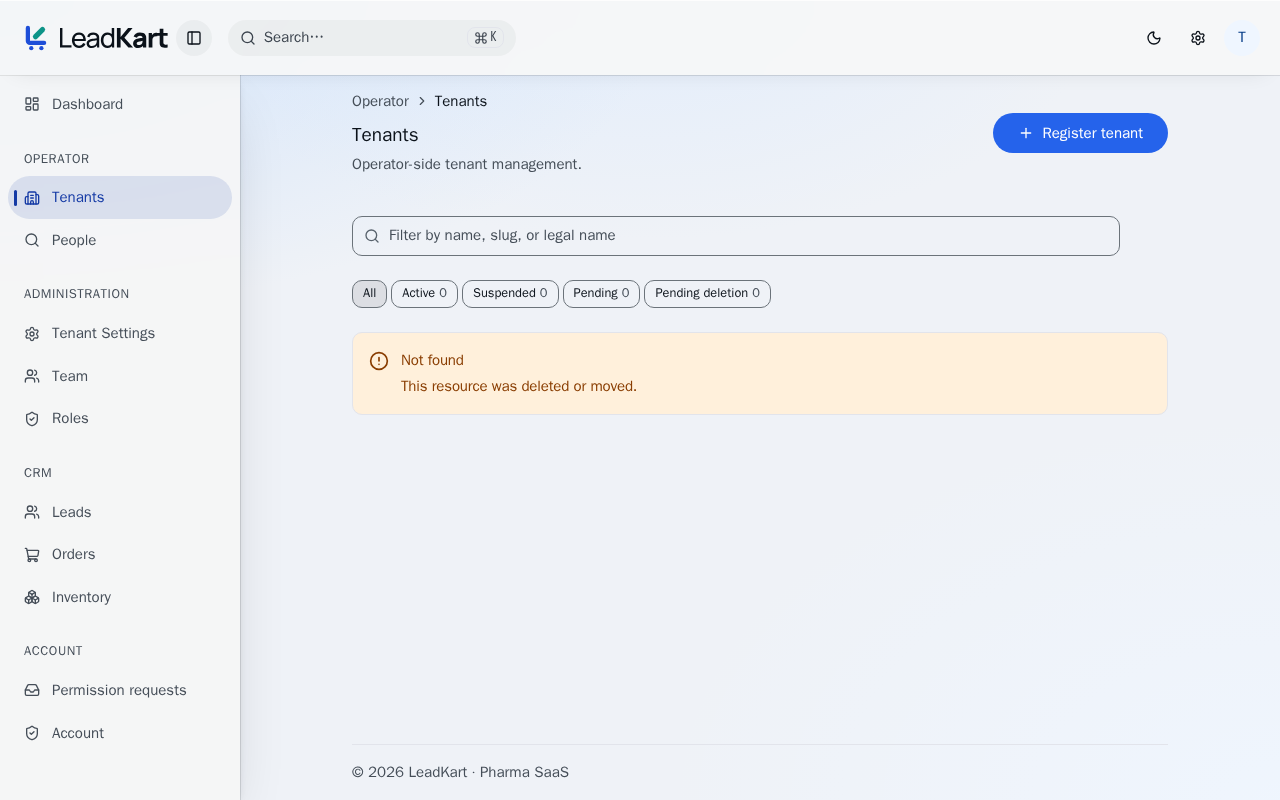 LeadKart
Search…
⌘ K
T
Dashboard
OPERATOR
Tenants
People
ADMINISTRATION
Tenant Settings
Team
Roles
CRM
Leads
Orders
Inventory
ACCOUNT
Permission requests
Account
Operator > Tenants
Tenants
Operator-side tenant management.
Register tenant
Filter by name, slug, or legal name
All Active 0 Suspended 0 Pending 0 Pending deletion 0
Not found
This resource was deleted or moved.
© 2026 LeadKart · Pharma SaaS